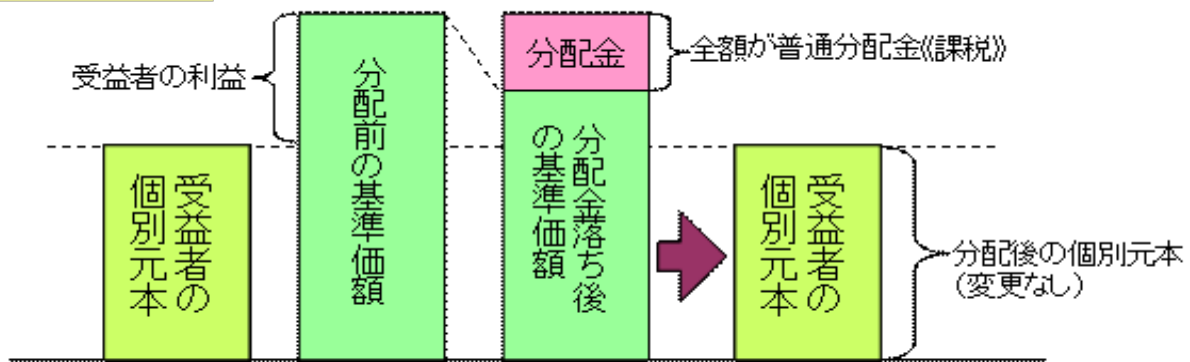 受益者の利益
受益者の
個別元本
分配前の基準価額
分配金
全額が普通分配金《課税》
分配金落ち後
の基準価額
受益者の
個別元本
分配後の個別元本
(変更なし)